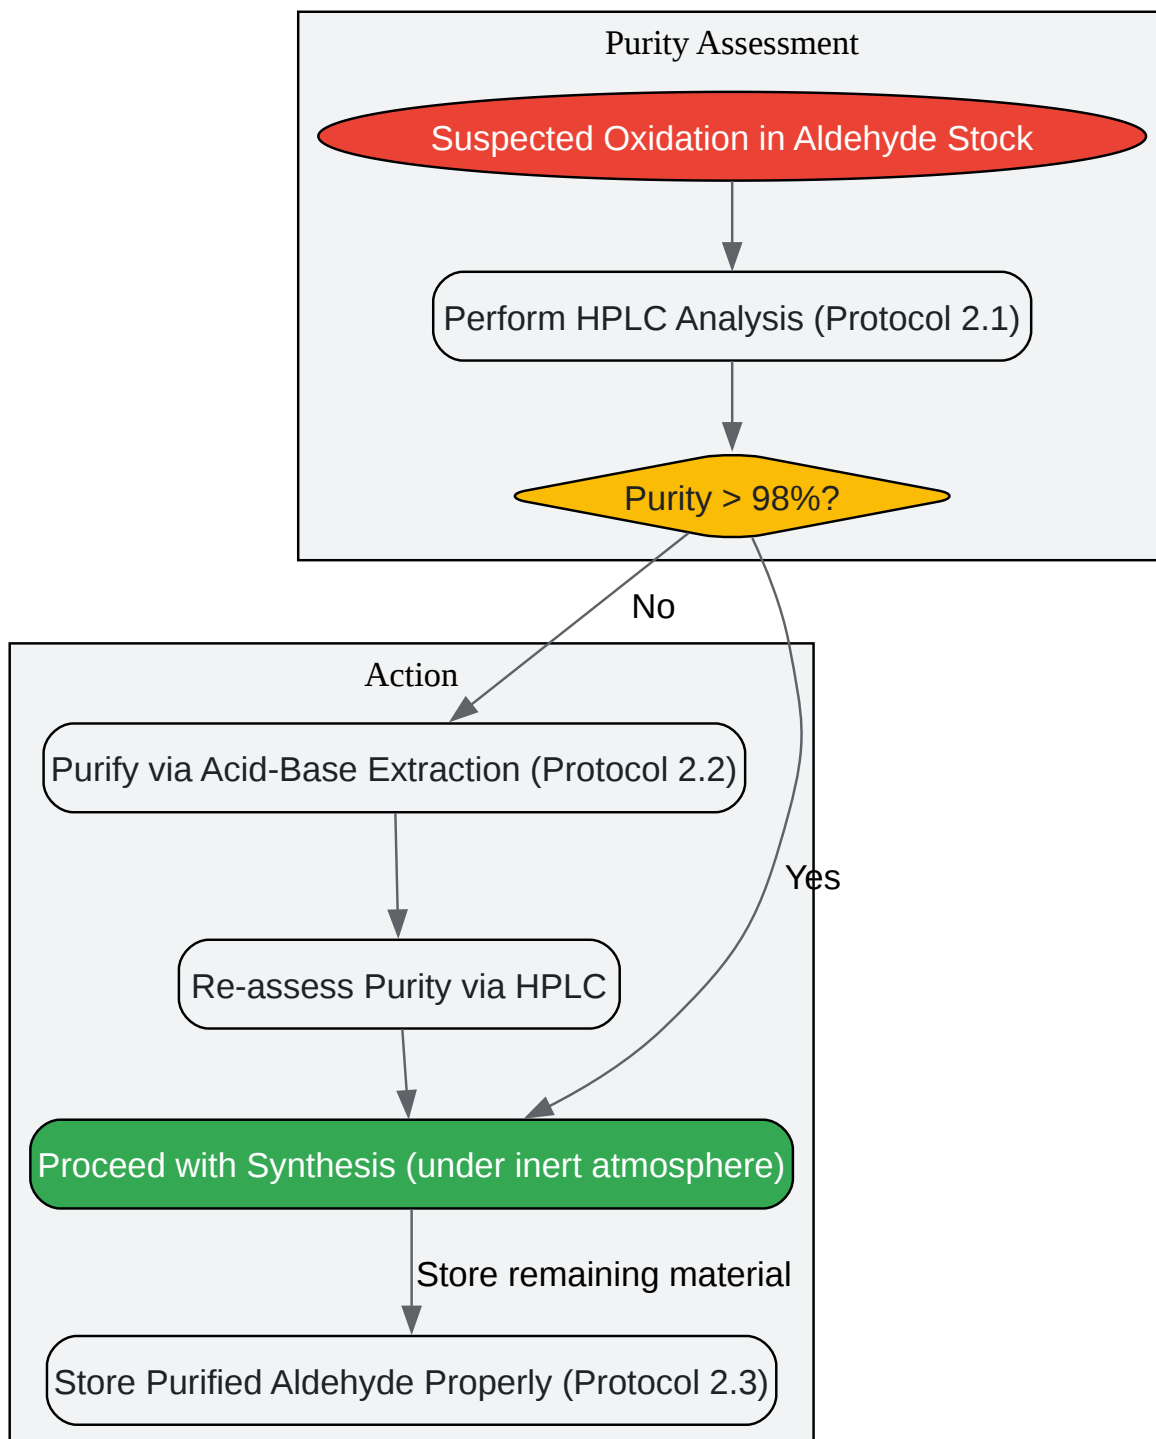 Purity Assessment
Suspected Oxidation in Aldehyde Stock
Perform HPLC Analysis (Protocol 2.1)
Purity > 98%?
No
Action
Purify via Acid-Base Extraction (Protocol 2.2)
Yes
Re-assess Purity via HPLC
Proceed with Synthesis (under inert atmosphere)
Store remaining material
Store Purified Aldehyde Properly (Protocol 2.3)